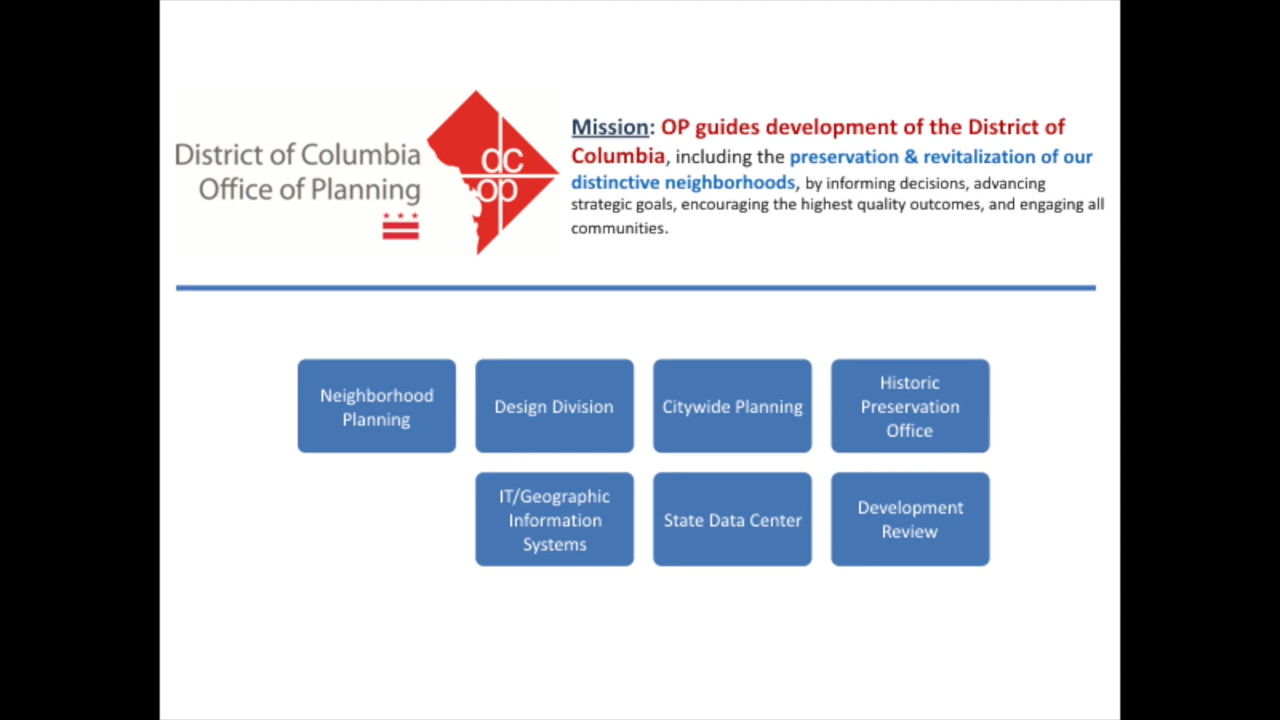 District of Columbia
Office of Planning
dc
op
Mission: OP guides development of the District of
Columbia, including the preservation & revitalization of our
distinctive neighborhoods, by informing decisions, advancing
strategic goals, encouraging the highest quality outcomes, and engaging all
communities.
Neighborhood
Planning
Design Division
Citywide Planning
Historic
Preservation
Office
IT/Geographic
Information
Systems
State Data Center
Development
Review